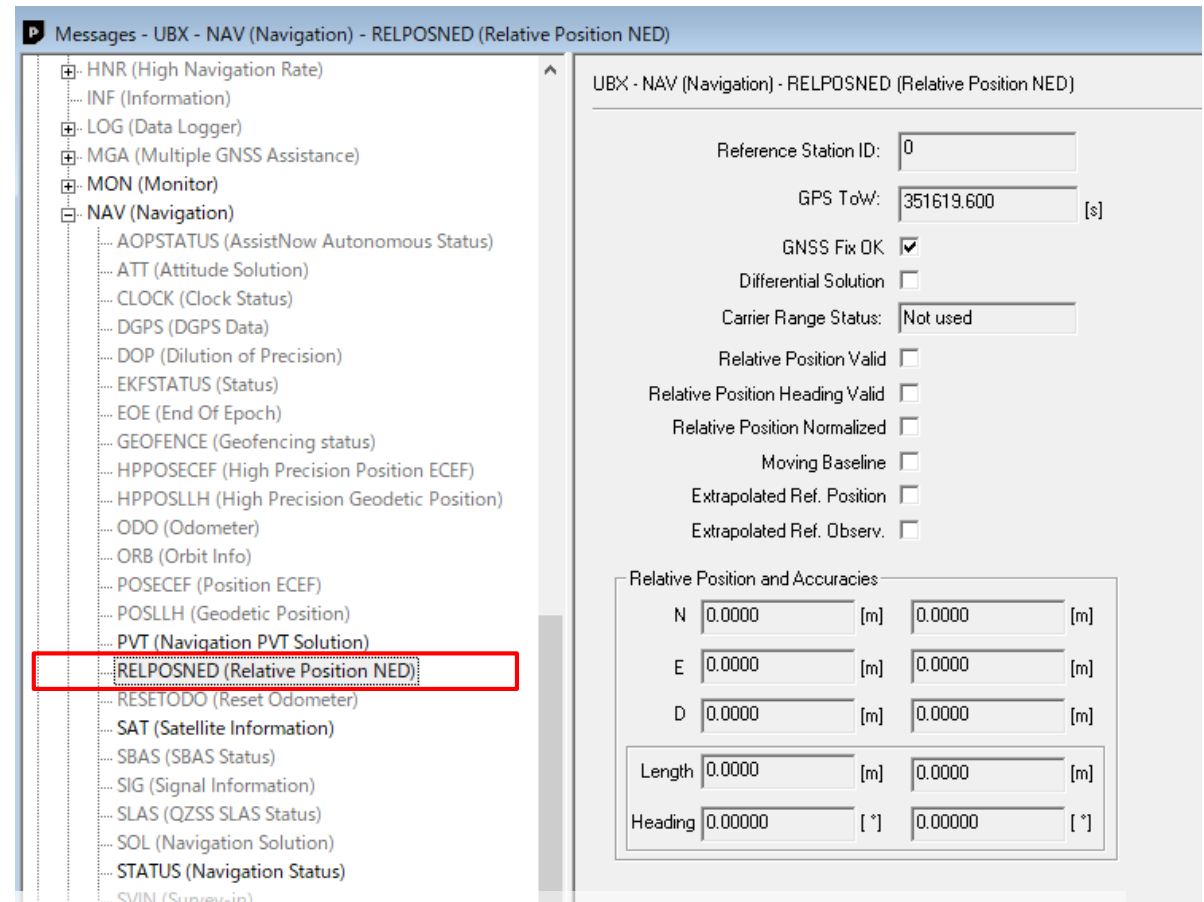 Messages - UBX - NAV (Navigation) - RELPOSNED (Relative Position NED)
HNR (High Navigation Rate)
INF (Information)
LOG (Data Logger)
MGA (Multiple GNSS Assistance)
MON (Monitor)
NAV (Navigation)
AOPSTATUS (AssistNow Autonomous Status)
ATT (Attitude Solution)
CLOCK (Clock Status)
DGPS (DGPS Data)
DOP (Dilution of Precision)
EKFSTATUS (Status)
EOE (End Of Epoch)
GEOFENCE (Geofencing status)
HPPOSECEF (High Precision Position ECEF)
HPPOSLLH (High Precision Geodetic Position)
ODO (Odometer)
ORB (Orbit Info)
POSECEF (Position ECEF)
POSLLH (Geodetic Position)
PVT (Navigation PVT Solution)
RELPOSNED (Relative Position NED)
RESETODO (Reset Odometer)
SAT (Satellite Information)
SBAS (SBAS Status)
SIG (Signal Information)
SLAS (QZSS SLAS Status)
SOL (Navigation Solution)
STATUS (Navigation Status)
SVIN (Survey-in)
UBX - NAV (Navigation) - RELPOSNED (Relative Position NED)
Reference Station ID: 0
GPS ToW: 351619.600 [s]
GNSS Fix OK
Differential Solution
Carrier Range Status: Not used
Relative Position Valid
Relative Position Heading Valid
Relative Position Normalized
Moving Baseline
Extrapolated Ref. Position
Extrapolated Ref. Observ.
Relative Position and Accuracies
N 0.0000 [m] 0.0000 [m]
E 0.0000 [m] 0.0000 [m]
D 0.0000 [m] 0.0000 [m]
Length 0.0000 [m] 0.0000 [m]
Heading 0.00000 [ °] 0.00000 [ °]